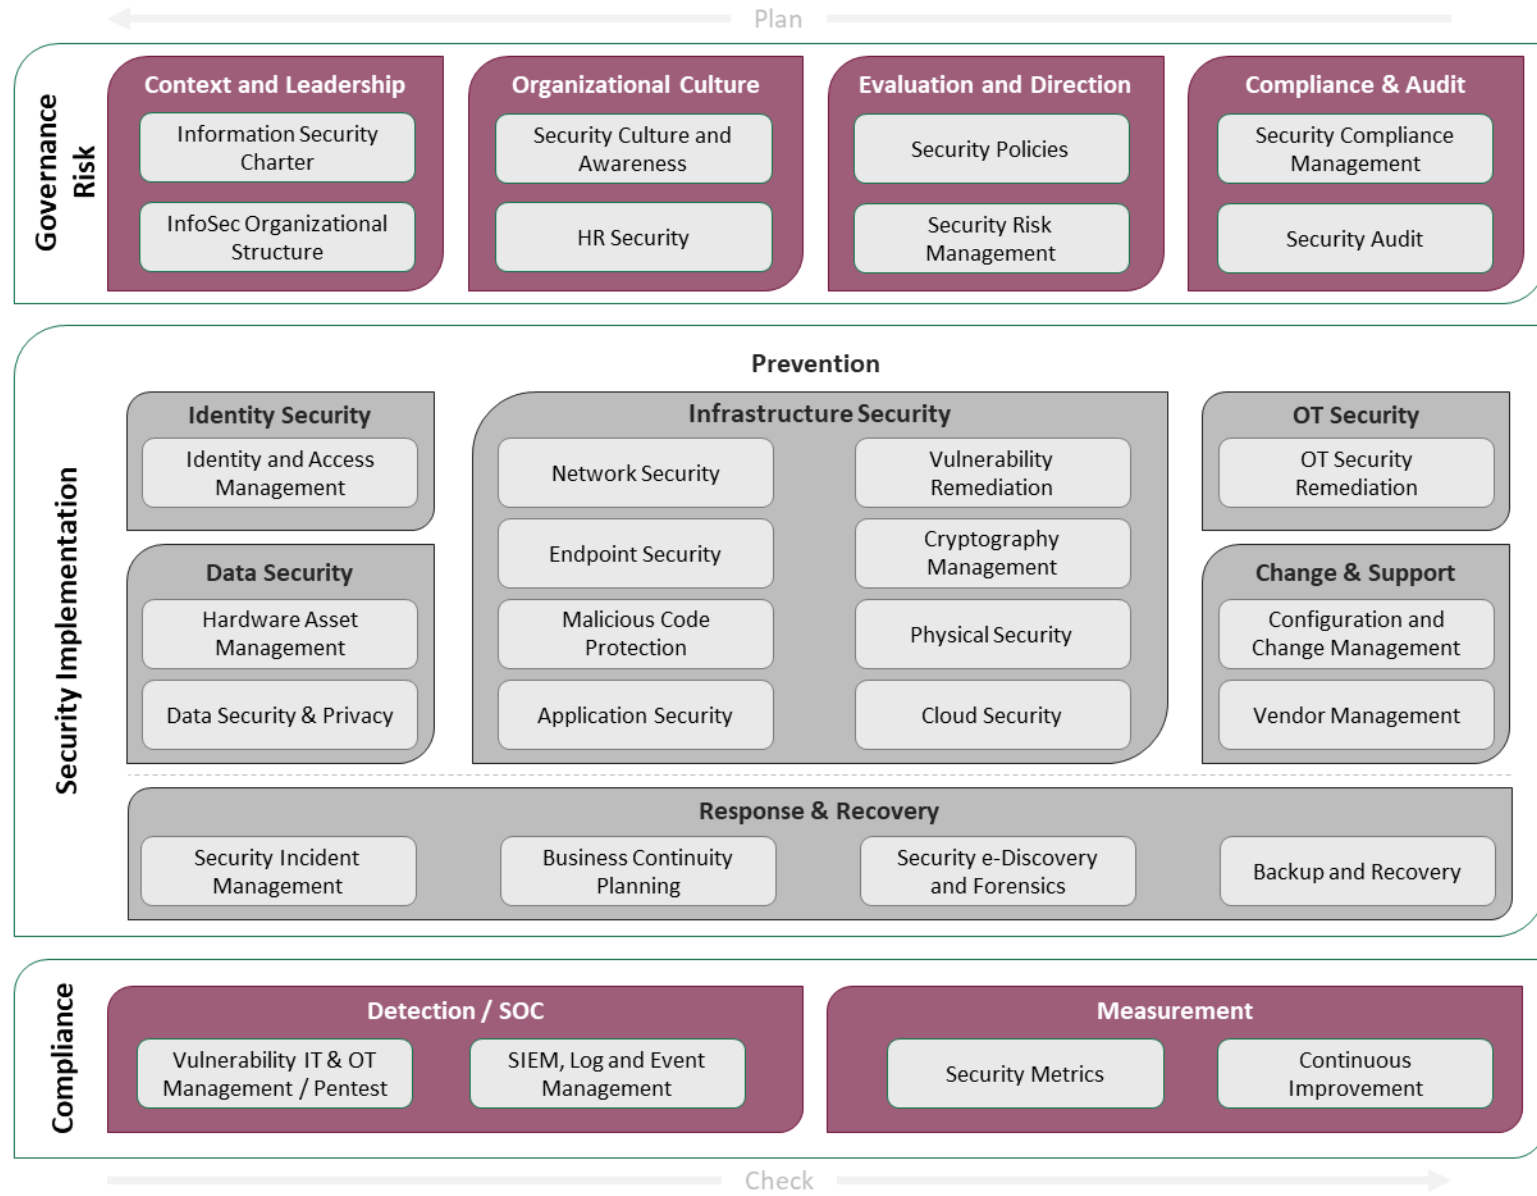 Plan
Governance
Risk
Context and Leadership
Information Security
Charter
InfoSec Organizational
Structure
Organizational Culture
Security Culture and
Awareness
HR Security
Evaluation and Direction
Security Policies
Security Risk
Management
Compliance & Audit
Security Compliance
Management
Security Audit
Security Implementation
Prevention
Identity Security
Identity and Access
Management
Data Security
Hardware Asset
Management
Data Security & Privacy
Infrastructure Security
Network Security
Vulnerability
Remediation
Endpoint Security
Cryptography
Management
Malicious Code
Protection
Physical Security
Application Security
Cloud Security
OT Security
OT Security
Remediation
Change & Support
Configuration and
Change Management
Vendor Management
Response & Recovery
Security Incident
Management
Business Continuity
Planning
Security e-Discovery
and Forensics
Backup and Recovery
Compliance
Detection / SOC
Vulnerability IT & OT
Management / Pentest
SIEM, Log and Event
Management
Measurement
Security Metrics
Continuous
Improvement
Check